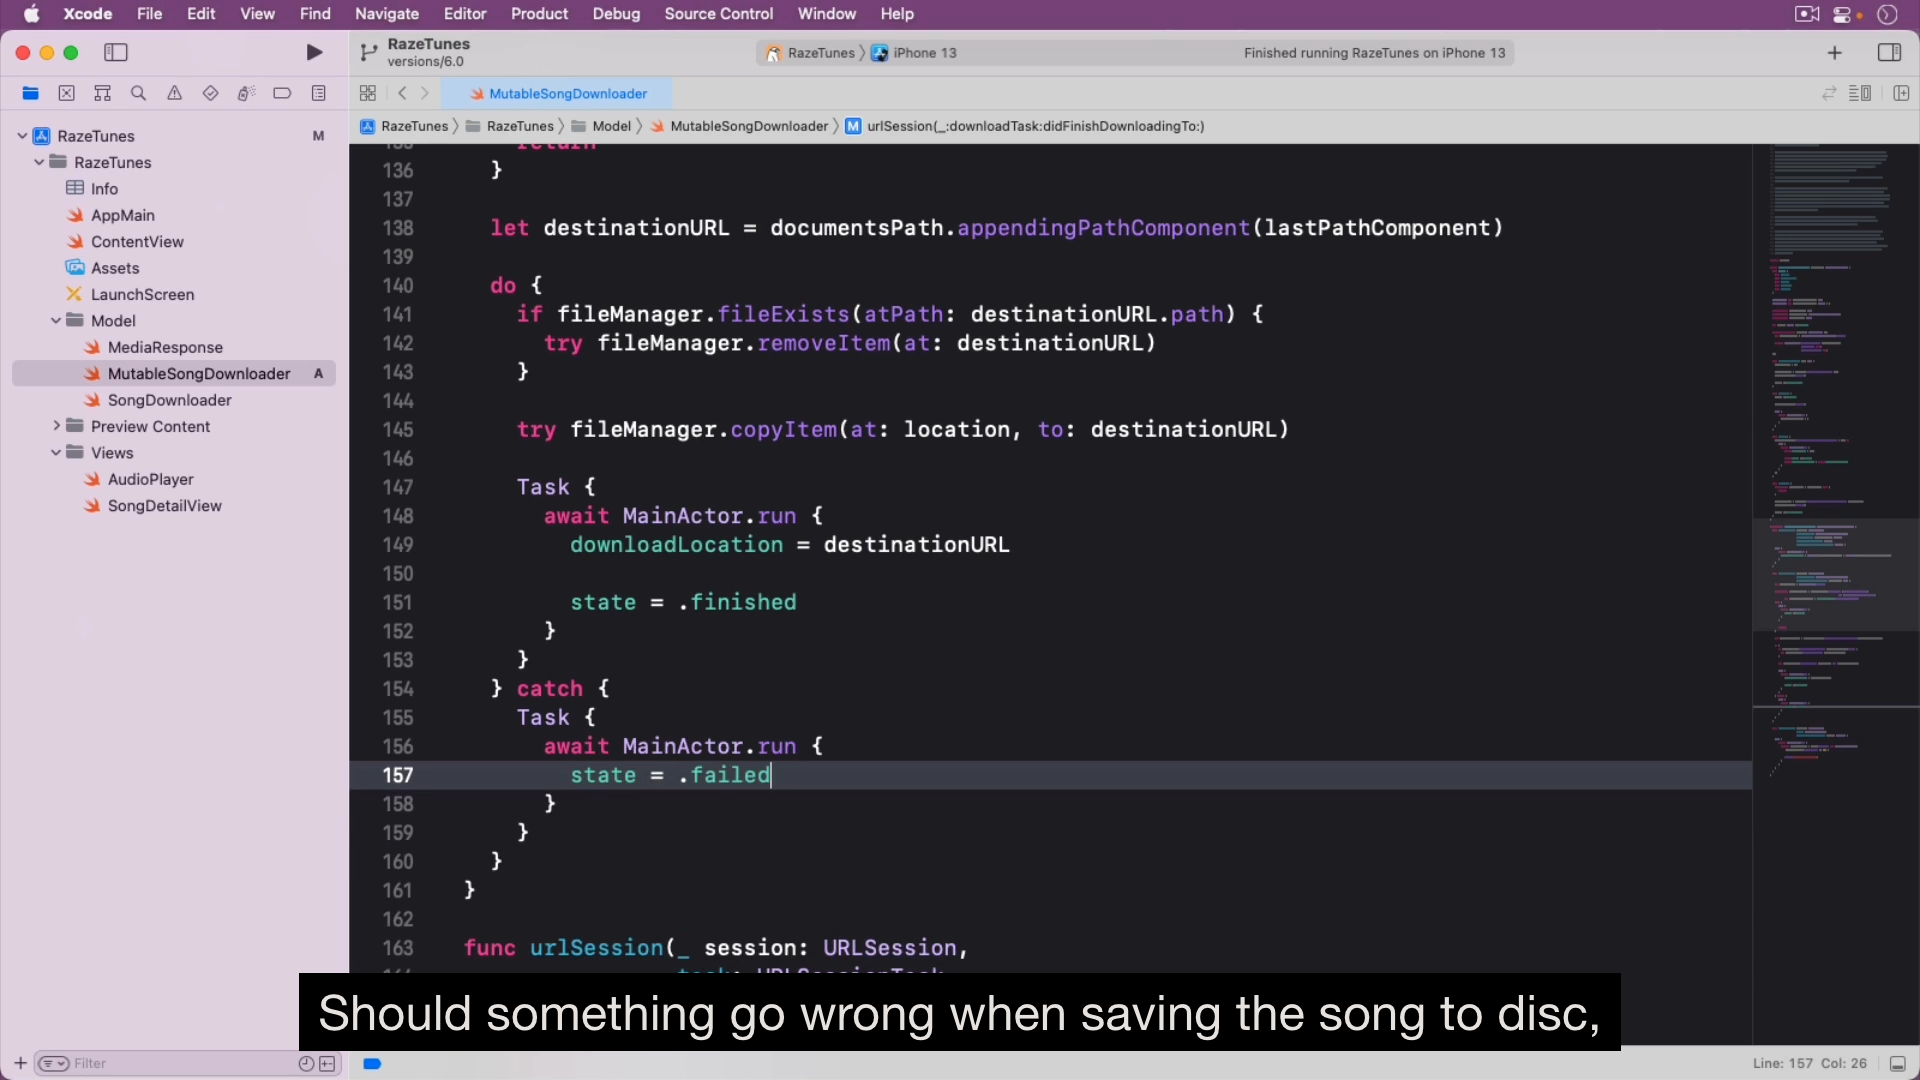 Xcode File Edit View Find Navigate Editor Product Debug Source Control Window Help
RazeTunes
versions/6.0
RazeTunes iPhone 13
Finished running RazeTunes on iPhone 13
MutableSongDownloader
RazeTunes RazeTunes Model MutableSongDownloader M urlSession(_:downloadTask:didFinishDownloadingTo:)
RazeTunes M
RazeTunes
Info
AppMain
ContentView
Assets
LaunchScreen
Model
MediaResponse
MutableSongDownloader A
SongDownloader
Preview Content
Views
AudioPlayer
SongDetailView
Filter
135 return
136 }
137
138 let destinationURL = documentsPath.appendingPathComponent(lastPathComponent)
139
140 do {
141 if fileManager.fileExists(atPath: destinationURL.path) {
142 try fileManager.removeItem(at: destinationURL)
143 }
144
145 try fileManager.copyItem(at: location, to: destinationURL)
146
147 Task {
148 await MainActor.run {
149 downloadLocation = destinationURL
150
151 state = .finished
152 }
153 }
154 } catch {
155 Task {
156 await MainActor.run {
157 state = .failed
158 }
159 }
160 }
161 }
162
163 func urlSession(_ session: URLSession,
164 task: URLSessionTask
Should something go wrong when saving the song to disc,
Line: 157 Col: 26